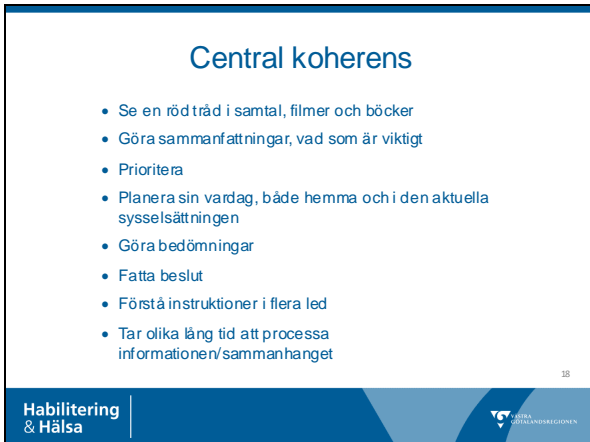 Central koherens
• Se en röd tråd i samtal, filmer och böcker
• Göra sammanfattningar, vad som är viktigt
• Prioritera
• Planera sin vardag, både hemma och i den aktuella
sysselsättningen
• Göra bedömningar
• Fatta beslut
• Förstå instruktioner i flera led
• Tar olika lång tid att processa
informationen/sammanhanget
18
Habilitering
& Hälsa
VÄSTRA
GÖTALANDSREGIONEN